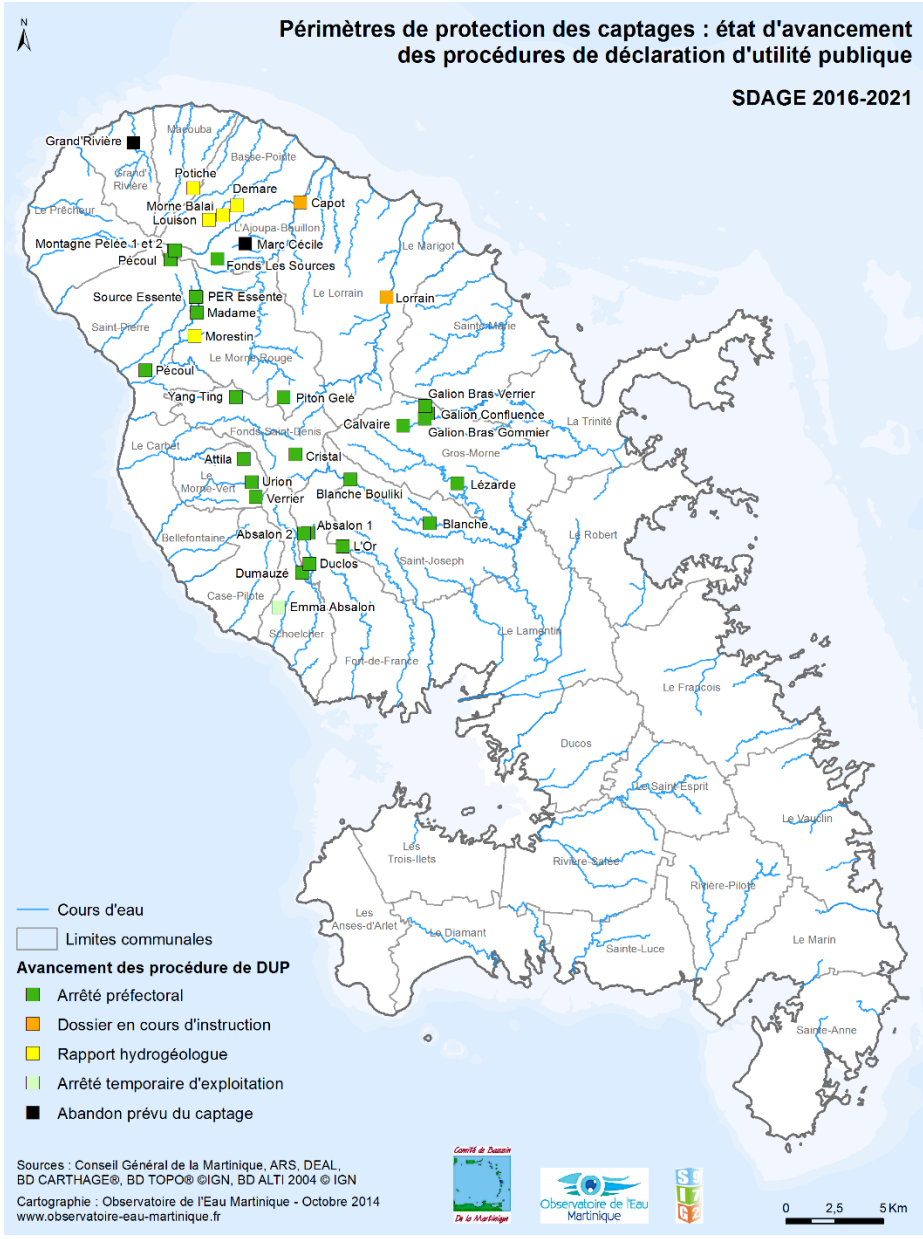 N
Périmètres de protection des captages : état d'avancement
des procédures de déclaration d'utilité publique
SDAGE 2016-2021
Grand'Rivière
Macouba
Basse-Pointe
Grand'
Rivière
Potiche
Demare
Le Prêcheur
Morne Balai
Louison
Capot
L'Ajoupa-Bouillon
Marc Cécile
Le Marigot
Montagne Pelée 1 et 2
Pécoul
Fonds Les Sources
Source Essente
PER Essente
Le Lorrain
Lorrain
Madame
Saint-Pierre
Sainte-Marie
Morestin
Le Morne-Rouge
Pécoul
Yang Ting
Piton Gelé
Galion Bras Verrier
Galion Confluence
Calvaire
Galion Bras Gommier
La Trinité
Fonds-Saint-Denis
Le Carbet
Attila
Cristal
Gros-Morne
Le
Morne-Vert
Urion
Verrier
Blanche Bouliki
Lézarde
Absalon 2
Absalon 1
Blanche
Bellefontaine
L'Or
Le Robert
Duclos
Saint-Joseph
Dumauzé
Case-Pilote
Emma Absalon
Schoelcher
Le Lamentin
Fort-de-France
Le François
Ducos
Le Saint-Esprit
Le Vauclin
Les
Trois-Ilets
Rivière-Salée
Rivière-Pilote
Les
Anses-d'Arlet
Le Diamant
Sainte-Luce
Le Marin
Sainte-Anne
Cours d'eau
Limites communales
Avancement des procédure de DUP
Arrêté préfectoral
Dossier en cours d'instruction
Rapport hydrogéologue
Arrêté temporaire d'exploitation
Abandon prévu du captage
Sources : Conseil Général de la Martinique, ARS, DEAL,
BD CARTHAGE®, BD TOPO® ©IGN, BD ALTI 2004 © IGN
Cartographie : Observatoire de l'Eau Martinique - Octobre 2014
www.observatoire-eau-martinique.fr
Comité de Bassin
De la Martinique
Observatoire de l'Eau
Martinique
0 2,5 5 Km